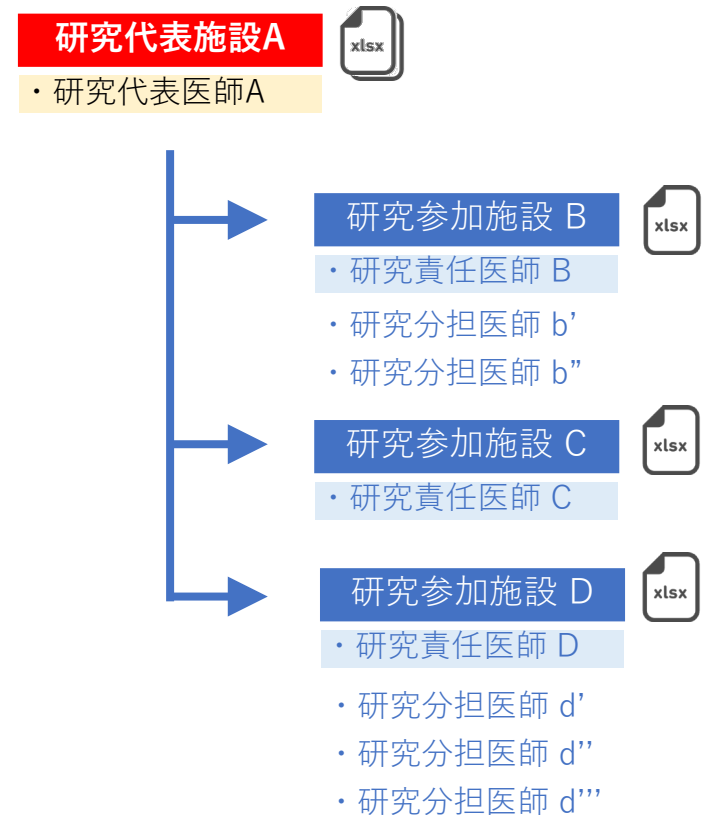 研究代表施設A
xlsx
・研究代表医師A
研究参加施設 B
xlsx
・研究責任医師 B
・研究分担医師 b’
・研究分担医師 b”
研究参加施設 C
xlsx
・研究責任医師 C
研究参加施設 D
xlsx
・研究責任医師 D
・研究分担医師 d’
・研究分担医師 d’’
・研究分担医師 d’’’